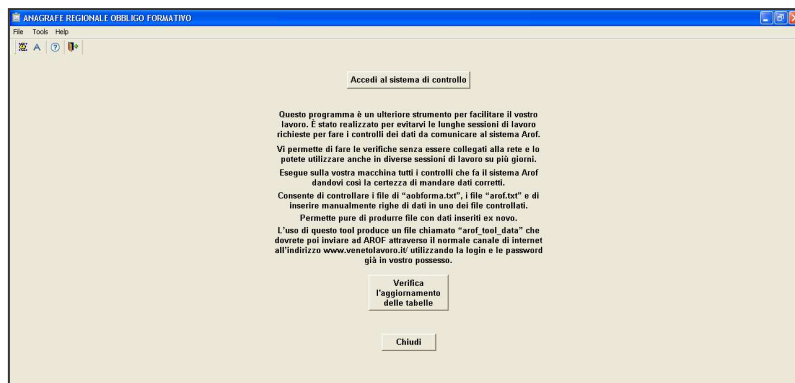 ANAGRAFE REGIONALE OBBLIGO FORMATIVO
File Tools Help
Accedi al sistema di controllo
Questo programma è un ulteriore strumento per facilitare il vostro
lavoro. È stato realizzato per evitarvi le lunghe sessioni di lavoro
richieste per fare i controlli dei dati da comunicare al sistema Arof.
Vi permette di fare le verifiche senza essere collegati alla rete e lo
potete utilizzare anche in diverse sessioni di lavoro su più giorni.
Esegue sulla vostra macchina tutti i controlli che fa il sistema Arof
dandovi così la certezza di mandare dati corretti.
Consente di controllare i file di “aobforma.txt”, i file “arof.txt” e di
inserire manualmente righe di dati in uno dei file controllati.
Permette pure di produrre file con dati inseriti ex novo.
L'uso di questo tool produce un file chiamato “arof_tool_data” che
dovrete poi inviare ad AROF attraverso il normale canale di internet
all'indirizzo www.venetolavoro.it/ utilizzando la login e le password
già in vostro possesso.
Verifica
l'aggiornamento
delle tabelle
Chiudi